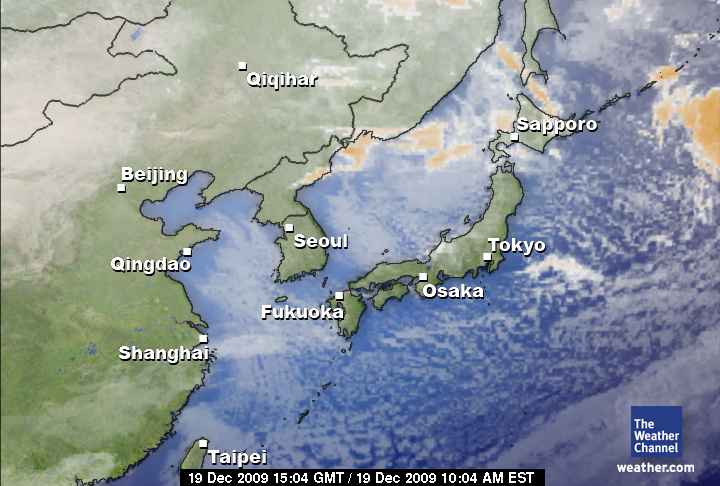 Qiqihar
Sapporo
Beijing
Seoul
Tokyo
Qingdao
Osaka
Fukuoka
Shanghai
The
Weather
Channel
weather.com
Taipei
19 Dec 2009 15:04 GMT / 19 Dec 2009 10:04 AM EST